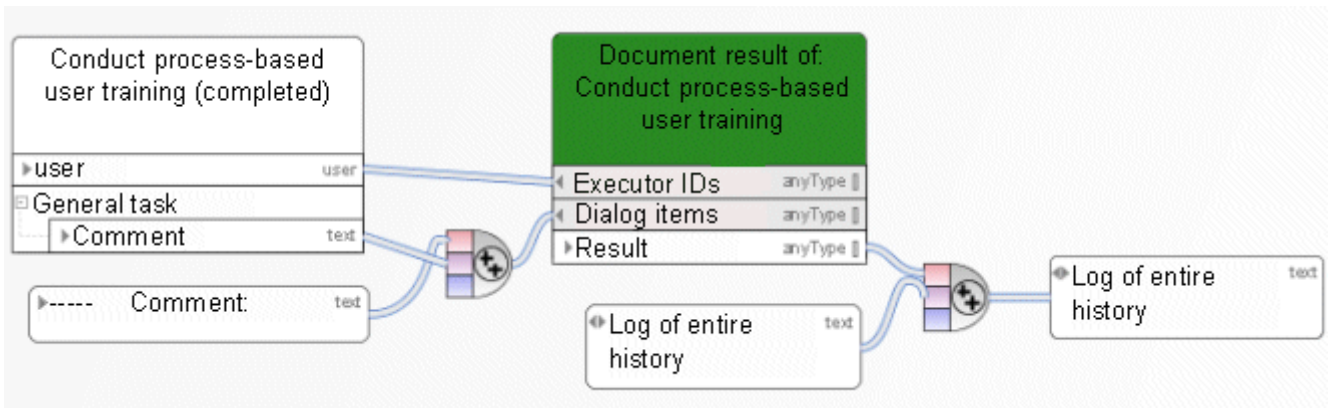 Conduct process-based
user training (completed)
user user
General task
Comment text
----- Comment: text
Document result of:
Conduct process-based
user training
Executor IDs anyType []
Dialog items anyType []
Result anyType []
Log of entire text
history
Log of entire text
history